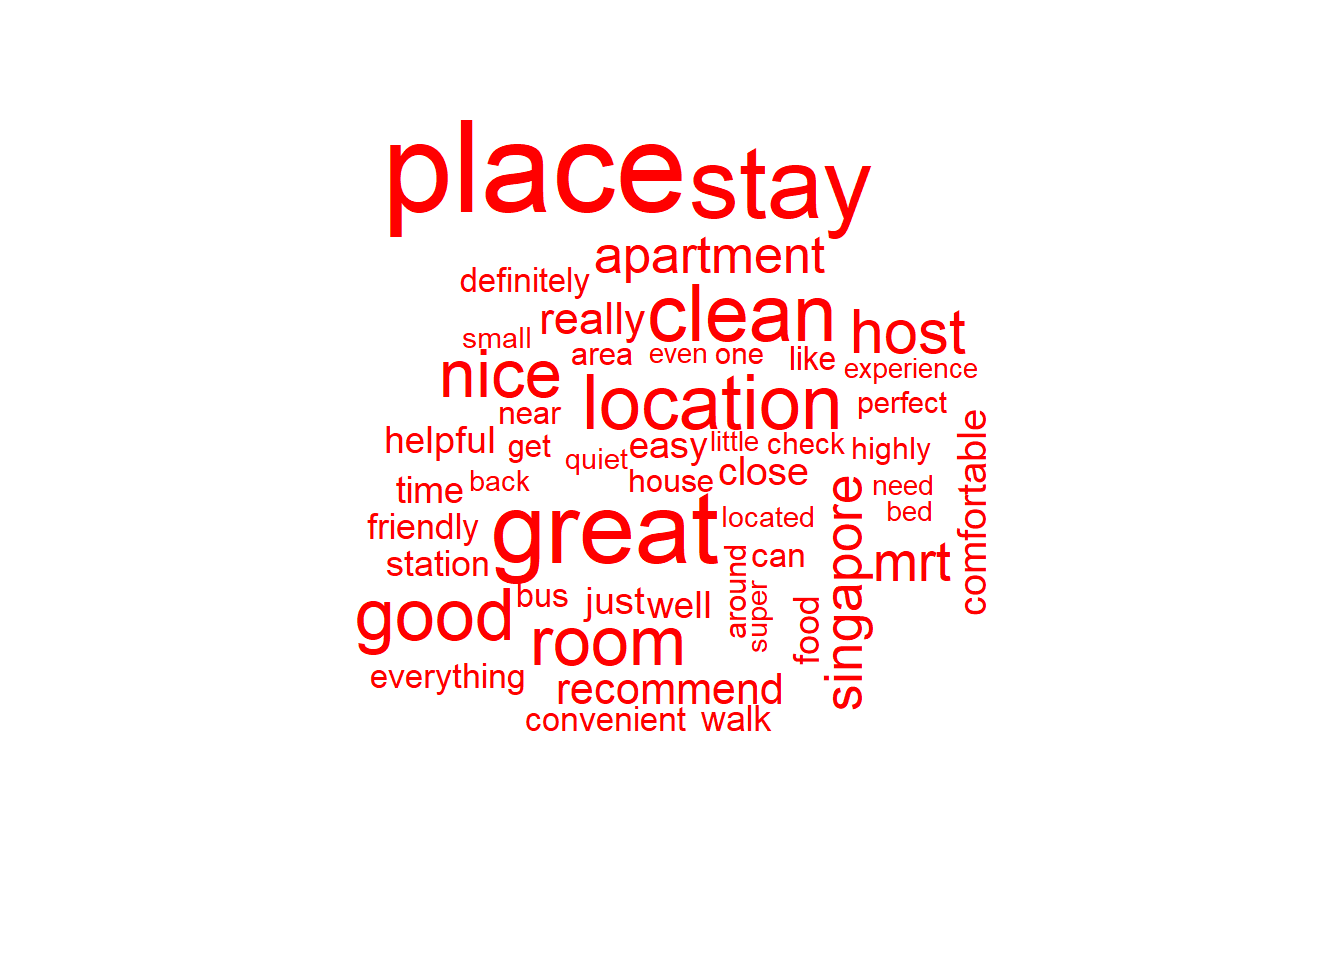 place stay
apartment
definitely
really clean host
small
area even one like experience
nice location perfect
near
helpful get easy little check highly comfortable
quiet
time back house close need
friendly great located singapore bed
station can mrt
bus just well around super food
good room
everything recommend
convenient walk